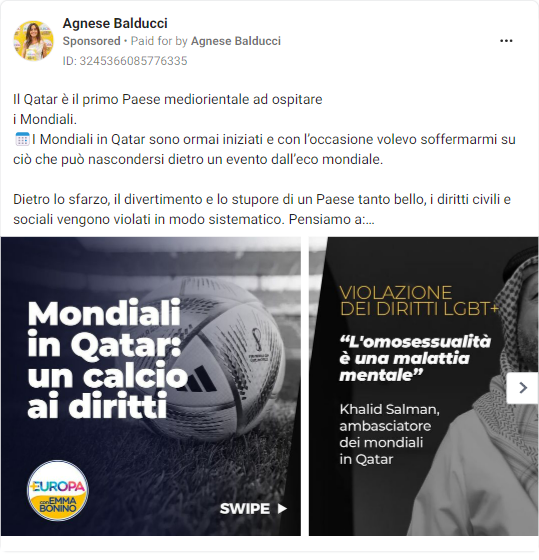 Agnese Balducci
Sponsored • Paid for by Agnese Balducci
ID: 3245366085776335
Il Qatar è il primo Paese mediorientale ad ospitare
i Mondiali.
I Mondiali in Qatar sono ormai iniziati e con l'occasione volevo soffermarmi su
ciò che può nascondersi dietro un evento dall'eco mondiale.
Dietro lo sfarzo, il divertimento e lo stupore di un Paese tanto bello, i diritti civili e
sociali vengono violati in modo sistematico. Pensiamo a:...
Mondiali
in Qatar:
un calcio
ai diritti
+EUROPA
con EMMA
BONINO
SWIPE
VIOLAZIONE
DEI DIRITTI LGBT+
“L'omosessualità
è una malattia
mentale”
Khalid Salman,
ambasciatore
dei mondiali
in Qatar